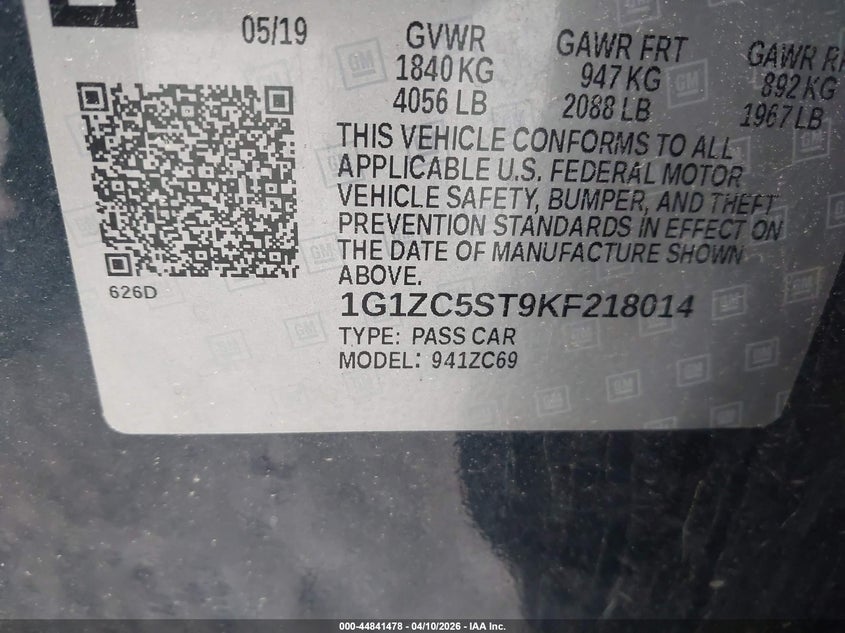 05/19
GVWR
1840 KG
4056 LB
GAWR FRT
947 KG
2088 LB
GAWR
892 KG
1967 LB
THIS VEHICLE CONFORMS TO ALL
APPLICABLE U.S. FEDERAL MOTOR
VEHICLE SAFETY, BUMPER, AND THEFT
PREVENTION STANDARDS IN EFFECT ON
THE DATE OF MANUFACTURE SHOWN
ABOVE.
626D
1G1ZC5ST9KF218014
TYPE: PASS CAR
MODEL: 941ZC69
GM
000-44841478 - 04/10/2026 - IAA Inc.